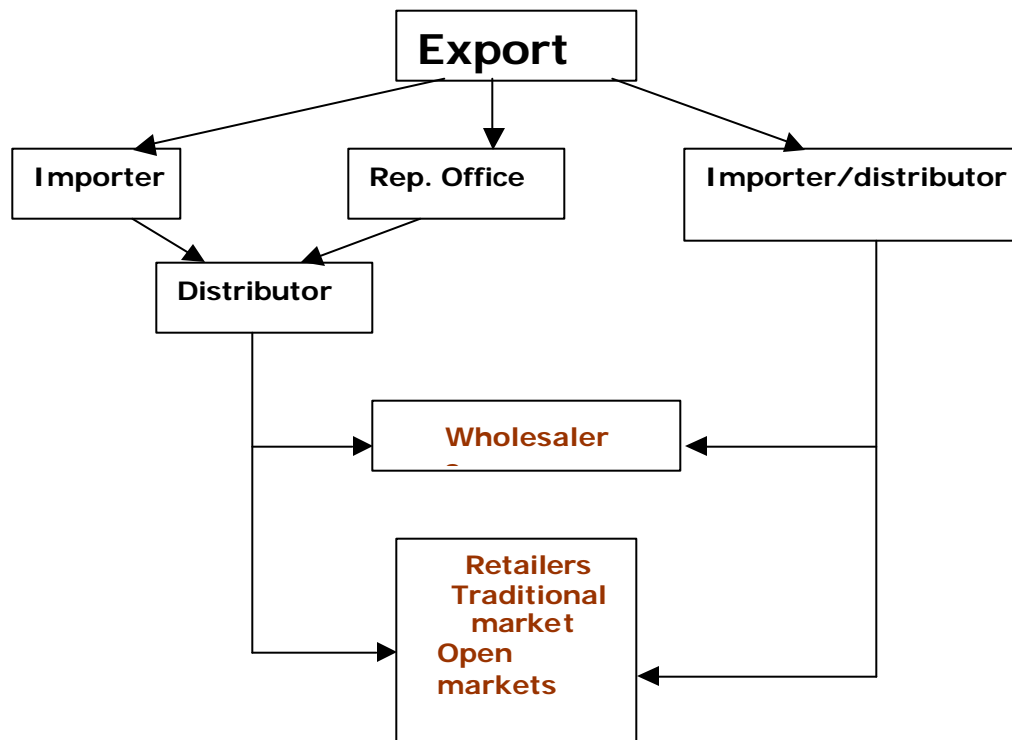 Export
Importer
Rep. Office
Importer/distributor
Distributor
Wholesaler
Retailers
Traditional
market
Open
markets